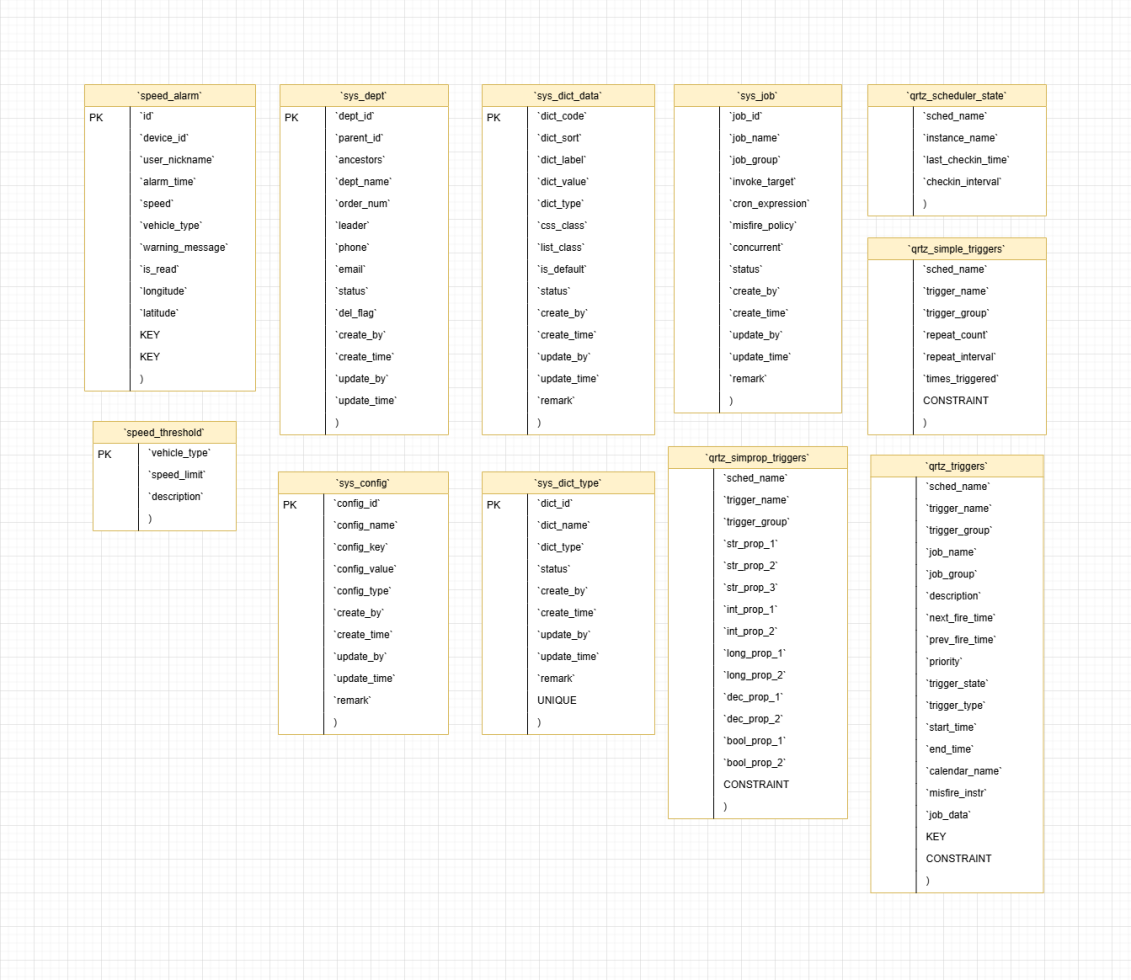 `speed_alarm`
PK `id`
`device_id`
`user_nickname`
`alarm_time`
`speed`
`vehicle_type`
`warning_message`
`is_read`
`longitude`
`latitude`
KEY
KEY
)
`speed_threshold`
PK `vehicle_type`
`speed_limit`
`description`
)
`sys_dept`
PK `dept_id`
`parent_id`
`ancestors`
`dept_name`
`order_num`
`leader`
`phone`
`email`
`status`
`del_flag`
`create_by`
`create_time`
`update_by`
`update_time`
)
`sys_config`
PK `config_id`
`config_name`
`config_key`
`config_value`
`config_type`
`create_by`
`create_time`
`update_by`
`update_time`
`remark`
)
`sys_dict_data`
PK `dict_code`
`dict_sort`
`dict_label`
`dict_value`
`dict_type`
`css_class`
`list_class`
`is_default`
`status`
`create_by`
`create_time`
`update_by`
`update_time`
`remark`
)
`sys_dict_type`
PK `dict_id`
`dict_name`
`dict_type`
`status`
`create_by`
`create_time`
`update_by`
`update_time`
`remark`
UNIQUE
)
`sys_job`
`job_id`
`job_name`
`job_group`
`invoke_target`
`cron_expression`
`misfire_policy`
`concurrent`
`status`
`create_by`
`create_time`
`update_by`
`update_time`
`remark`
)
`qrtz_simprop_triggers`
`sched_name`
`trigger_name`
`trigger_group`
`str_prop_1`
`str_prop_2`
`str_prop_3`
`int_prop_1`
`int_prop_2`
`long_prop_1`
`long_prop_2`
`dec_prop_1`
`dec_prop_2`
`bool_prop_1`
`bool_prop_2`
CONSTRAINT
)
`qrtz_scheduler_state`
`sched_name`
`instance_name`
`last_checkin_time`
`checkin_interval`
)
`qrtz_simple_triggers`
`sched_name`
`trigger_name`
`trigger_group`
`repeat_count`
`repeat_interval`
`times_triggered`
CONSTRAINT
)
`qrtz_triggers`
`sched_name`
`trigger_name`
`trigger_group`
`job_name`
`job_group`
`description`
`next_fire_time`
`prev_fire_time`
`priority`
`trigger_state`
`trigger_type`
`start_time`
`end_time`
`calendar_name`
`misfire_instr`
`job_data`
KEY
CONSTRAINT
)